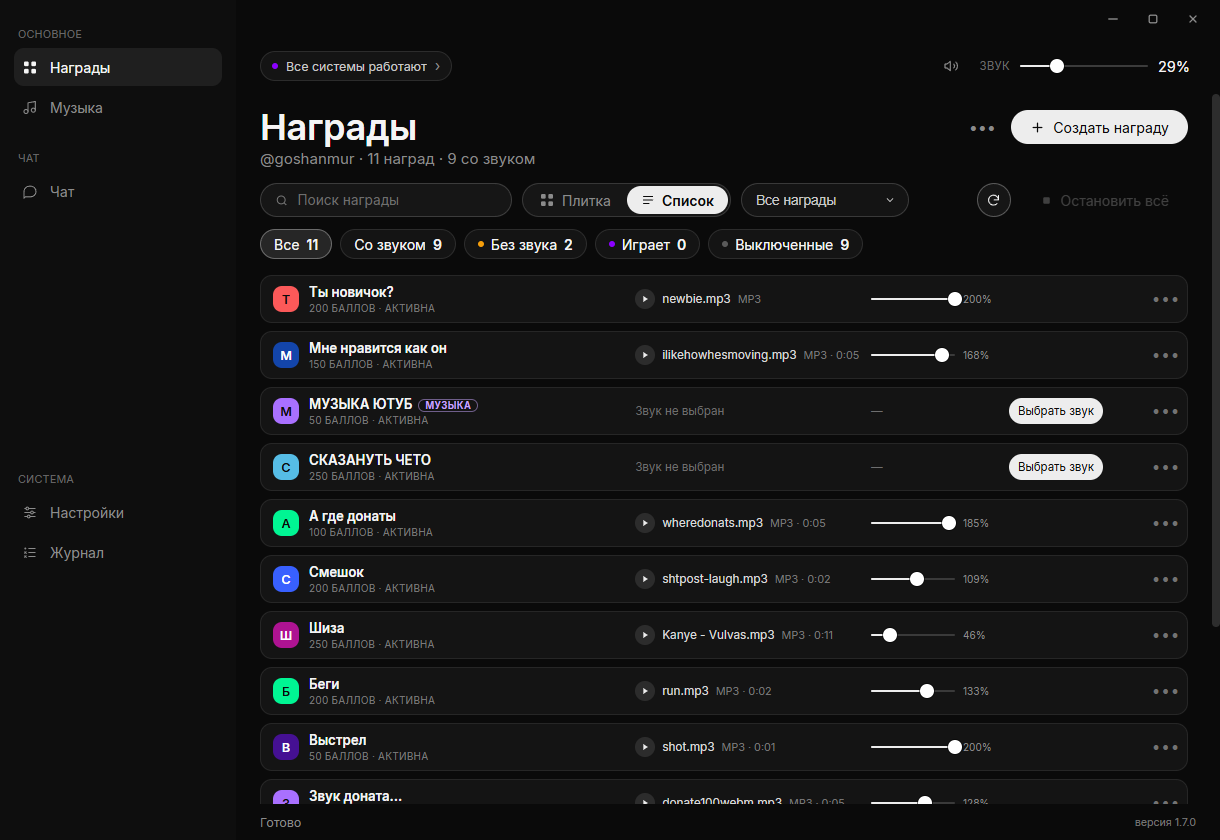 ОСНОВНОЕ
Награды
Музыка
ЧАТ
Чат
СИСТЕМА
Настройки
Журнал
Все системы работают
ЗВУК 29%
Награды
Создать награду
@goshanmur · 11 наград · 9 со звуком
Поиск награды Плитка Список Все награды Остановить всё
Все 11 Со звуком 9 Без звука 2 Играет 0 Выключенные 9
Ты новичок?
200 БАЛЛОВ · АКТИВНА
newbie.mp3 MP3 200%
Мне нравится как он
150 БАЛЛОВ · АКТИВНА
ilikehowhesmoving.mp3 MP3 · 0:05 168%
МУЗЫКА ЮТУБ МУЗЫКА
50 БАЛЛОВ · АКТИВНА
Звук не выбран — Выбрать звук
СКАЗАНУТЬ ЧЕТО
250 БАЛЛОВ · АКТИВНА
Звук не выбран — Выбрать звук
А где донаты
100 БАЛЛОВ · АКТИВНА
wheredonats.mp3 MP3 · 0:05 185%
Смешок
200 БАЛЛОВ · АКТИВНА
shtpost-laugh.mp3 MP3 · 0:02 109%
Шиза
250 БАЛЛОВ · АКТИВНА
Kanye - Vulvas.mp3 MP3 · 0:11 46%
Беги
200 БАЛЛОВ · АКТИВНА
run.mp3 MP3 · 0:02 133%
Выстрел
50 БАЛЛОВ · АКТИВНА
shot.mp3 MP3 · 0:01 200%
Звук доната...
donate100webm.mp3 MP3 · 0:05 128%
Готово
версия 1.7.0